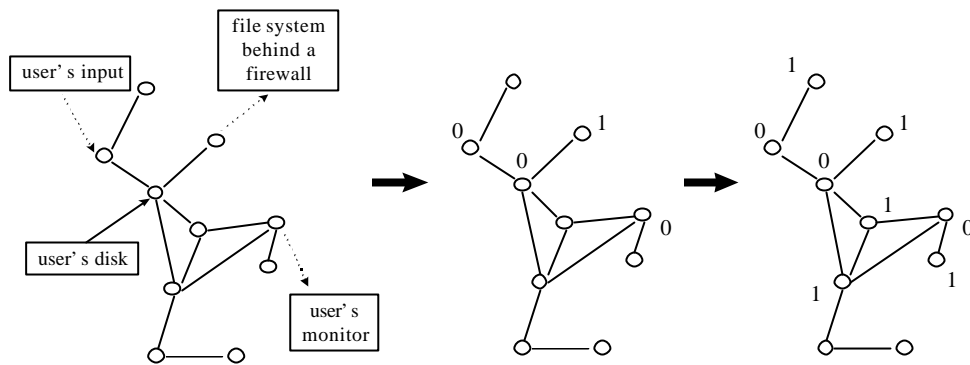 file system
behind a
firewall
user's input
user's disk
user's
monitor
0
1
0
0
1
0
1
0
1
0
1
1